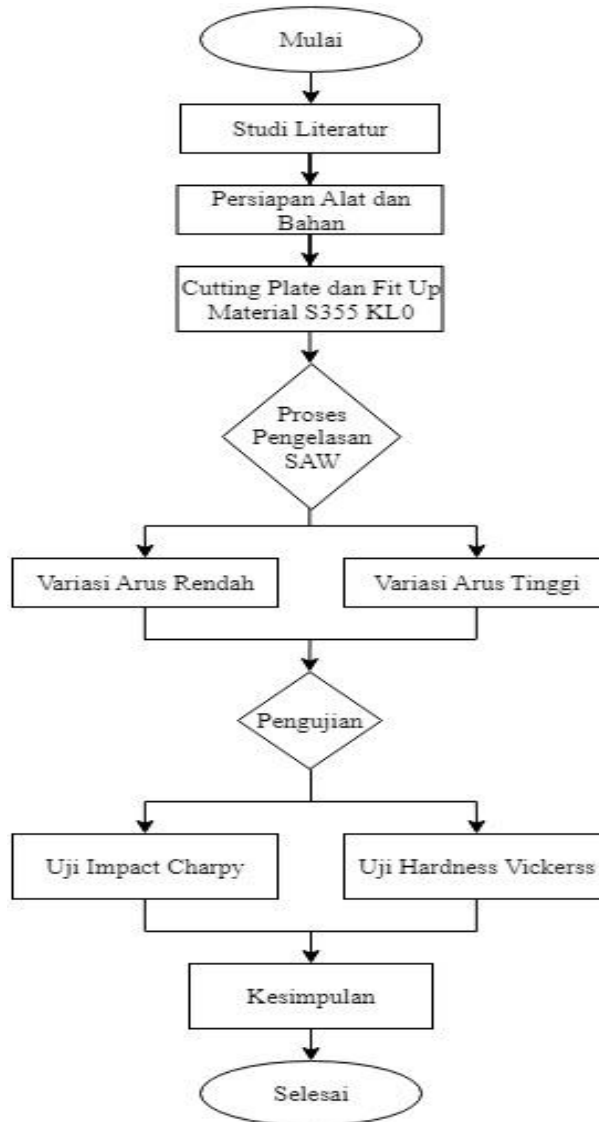 Mulai
Studi Literatur
Persiapan Alat dan
Bahan
Cutting Plate dan Fit Up
Material S355 KL0
Proses
Pengelasan
SAW
Variasi Arus Rendah
Variasi Arus Tinggi
Pengujian
Uji Impact Charpy
Uji Hardness Vickerss
Kesimpulan
Selesai